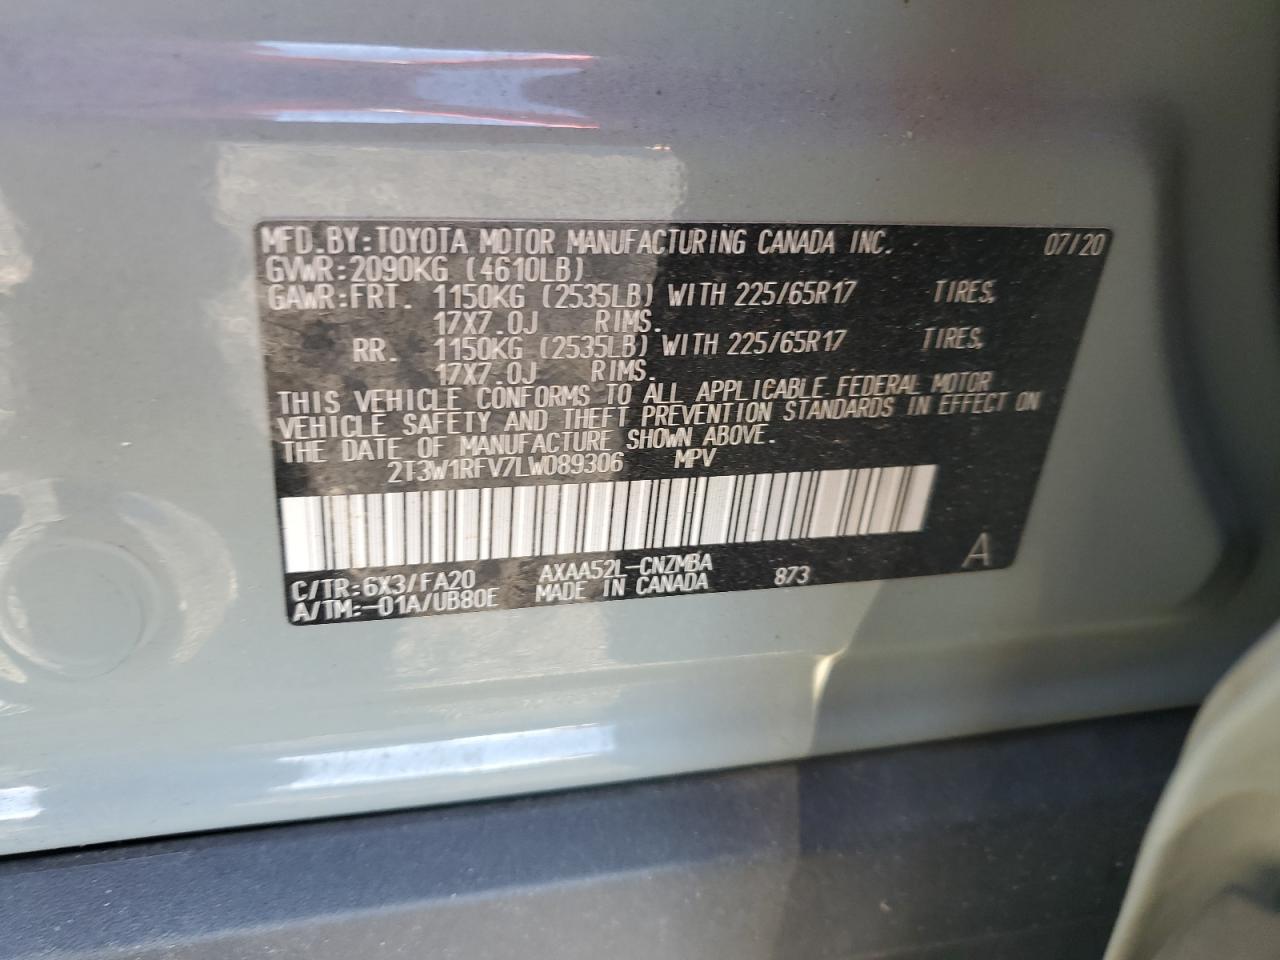 MFD.BY:TOYOTA MOTOR MANUFACTURING CANADA INC. 07/20
GVWR:2090KG (4610LB)
GAWR:FRT. 1150KG (2535LB) WITH 225/65R17 TIRES,
17X7.0J RIMS.
RR. 1150KG (2535LB) WITH 225/65R17 TIRES,
17X7.0J RIMS.
THIS VEHICLE CONFORMS TO ALL APPLICABLE FEDERAL MOTOR
VEHICLE SAFETY AND THEFT PREVENTION STANDARDS IN EFFECT ON
THE DATE OF MANUFACTURE SHOWN ABOVE.
2T3W1RFV7LW089306 MPV
C/TR:6X3/FA20 AXAA52L-CNZMBA 873 A
A/TM:-01A/UB80E MADE IN CANADA